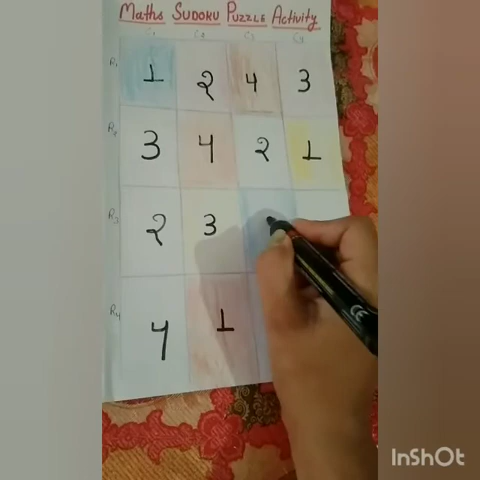 Maths Sudoku Puzzle Activity
C1 C2 C3 C4
R1 1 2 4 3
R2 3 4 2 1
R3 2 3
R4 4 1
CE
InShOt